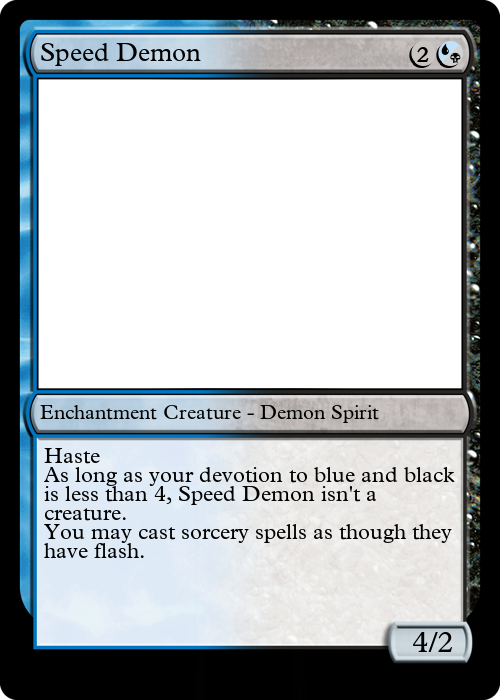 Speed Demon 2
Enchantment Creature - Demon Spirit
Haste
As long as your devotion to blue and black
is less than 4, Speed Demon isn't a
creature.
You may cast sorcery spells as though they
have flash.
4/2